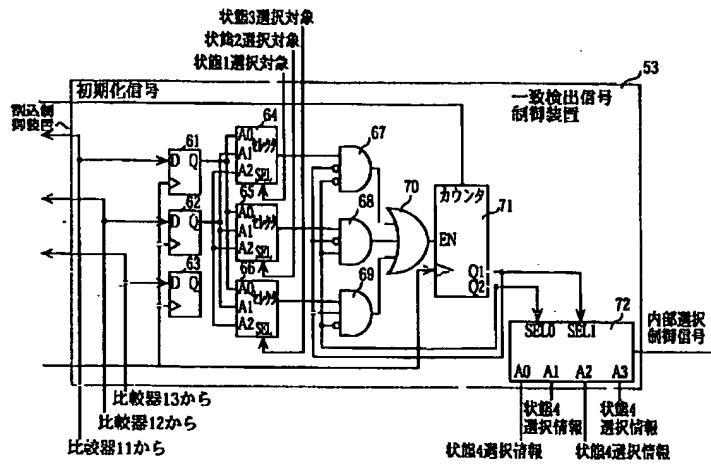 状態3選択対象
状態2選択対象
状態1選択対象
53
初期化信号
一致検出信号
制御装置
割込制
御装置へ
61
D Q
62
D Q
63
D Q
64
A0
A1
A2
セレクタ
SEL
65
A0
A1
A2
セレクタ
SEL
66
A0
A1
A2
セレクタ
SEL
67
68
69
70
カウンタ
71
EN
Q1
Q2
72
SEL0 SEL1
A0 A1 A2 A3
内部選択
制御信号
比較器13から
比較器12から
比較器11から
状態4
選択情報
状態4
選択情報
状態4選択情報
状態4選択情報